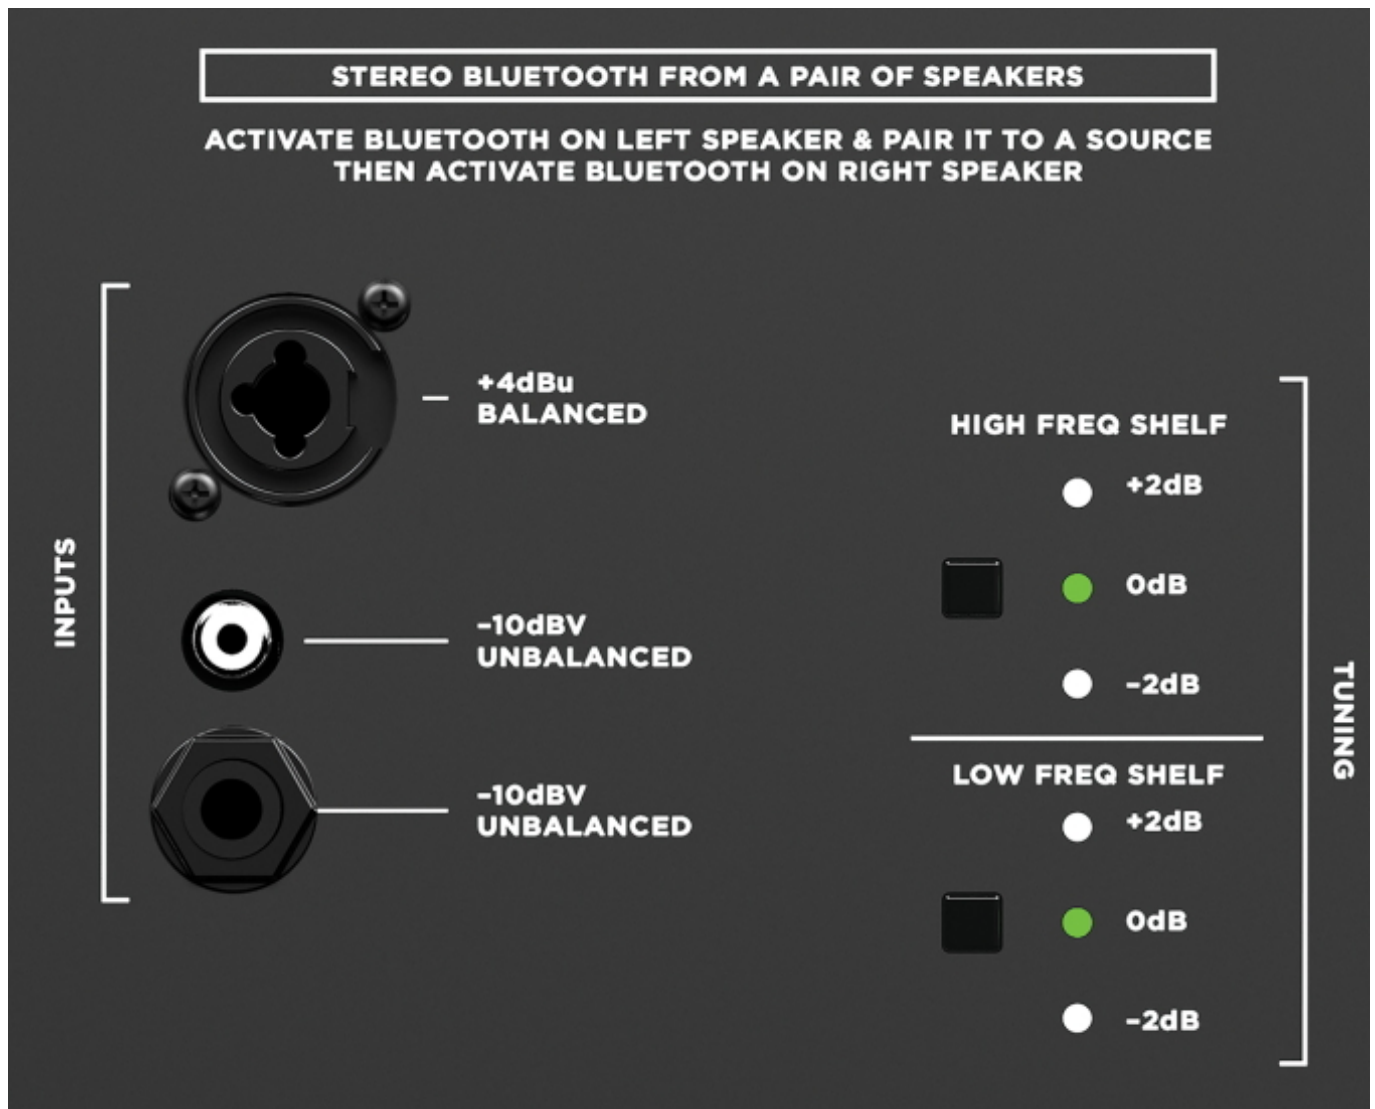 STEREO BLUETOOTH FROM A PAIR OF SPEAKERS
ACTIVATE BLUETOOTH ON LEFT SPEAKER & PAIR IT TO A SOURCE
THEN ACTIVATE BLUETOOTH ON RIGHT SPEAKER
INPUTS
+4dBu
BALANCED
–10dBV
UNBALANCED
–10dBV
UNBALANCED
HIGH FREQ SHELF
+2dB
0dB
–2dB
LOW FREQ SHELF
+2dB
0dB
–2dB
TUNING